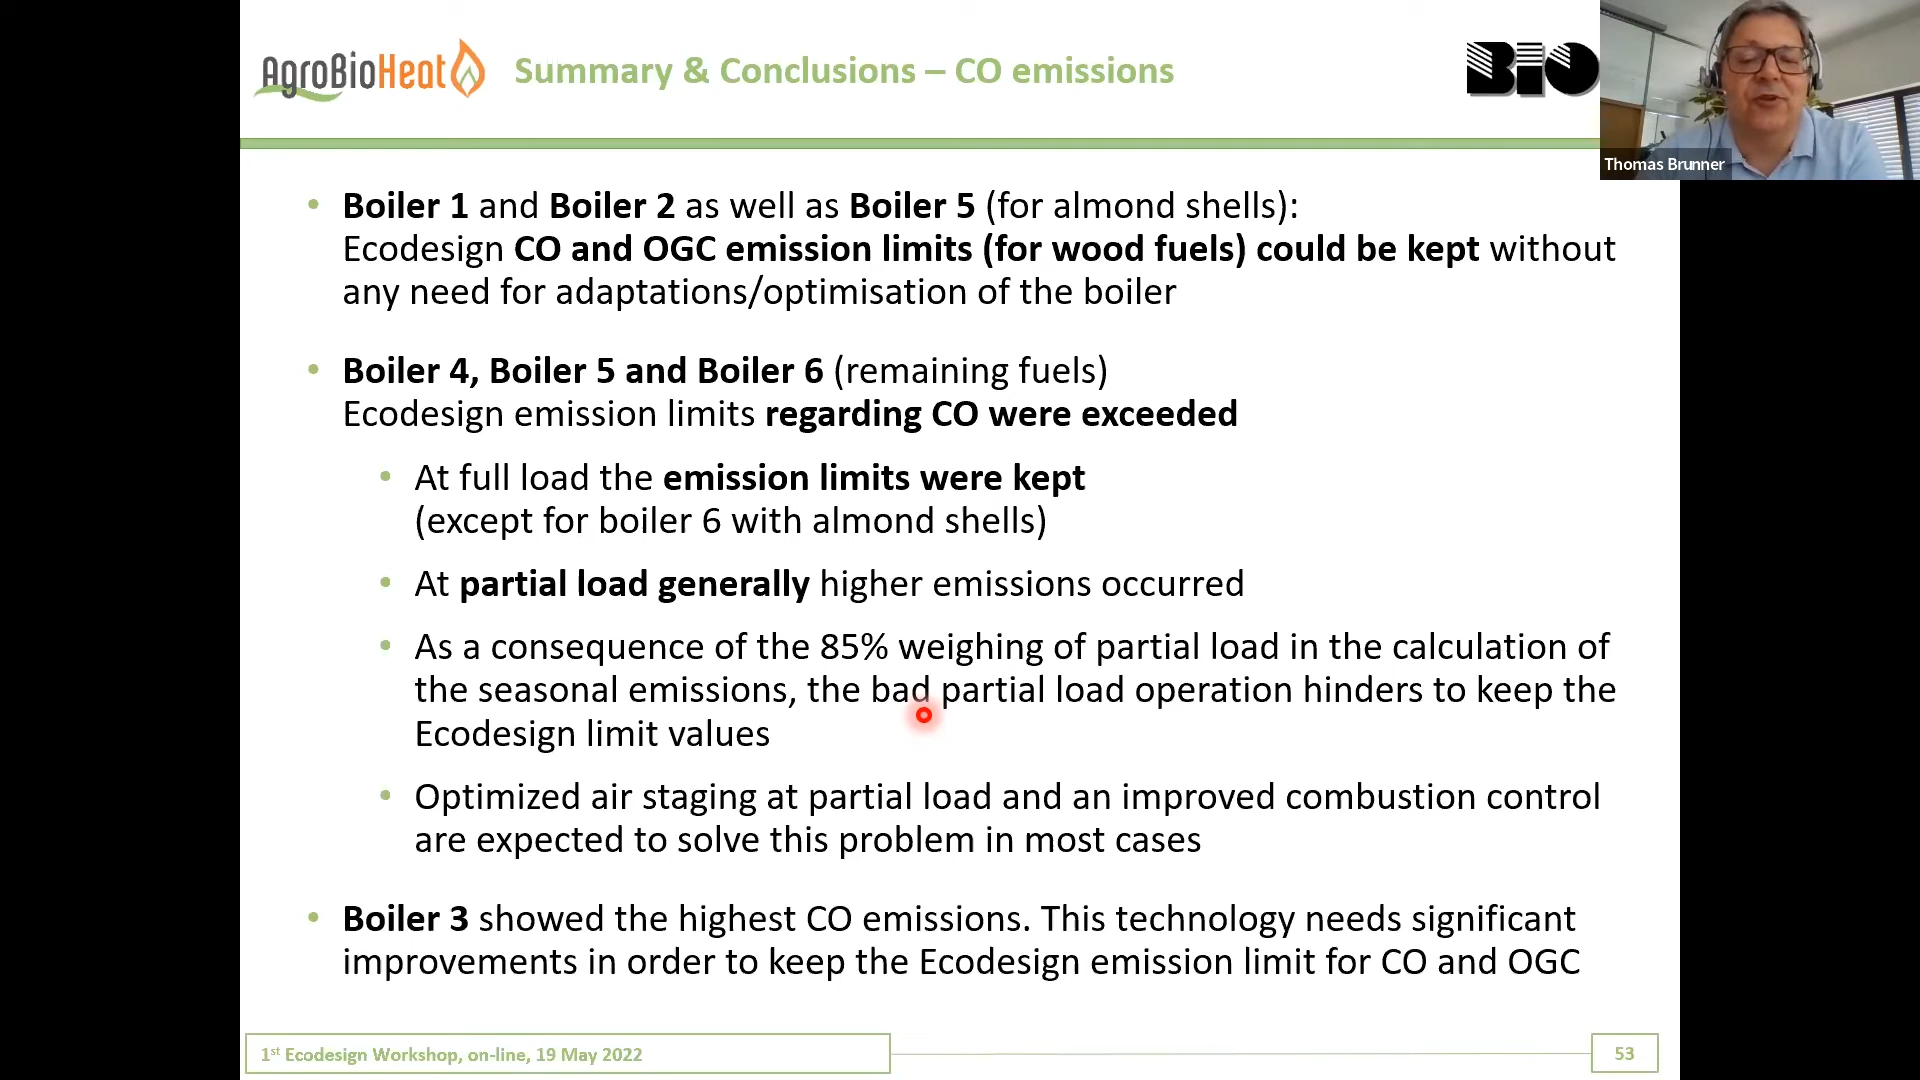 AgroBioHeat
Summary & Conclusions – CO emissions
BIO
Thomas Brunner
• Boiler 1 and Boiler 2 as well as Boiler 5 (for almond shells):
Ecodesign CO and OGC emission limits (for wood fuels) could be kept without
any need for adaptations/optimisation of the boiler
• Boiler 4, Boiler 5 and Boiler 6 (remaining fuels)
Ecodesign emission limits regarding CO were exceeded
• At full load the emission limits were kept
(except for boiler 6 with almond shells)
• At partial load generally higher emissions occurred
• As a consequence of the 85% weighing of partial load in the calculation of
the seasonal emissions, the bad partial load operation hinders to keep the
Ecodesign limit values
• Optimized air staging at partial load and an improved combustion control
are expected to solve this problem in most cases
• Boiler 3 showed the highest CO emissions. This technology needs significant
improvements in order to keep the Ecodesign emission limit for CO and OGC
1st Ecodesign Workshop, on-line, 19 May 2022
53